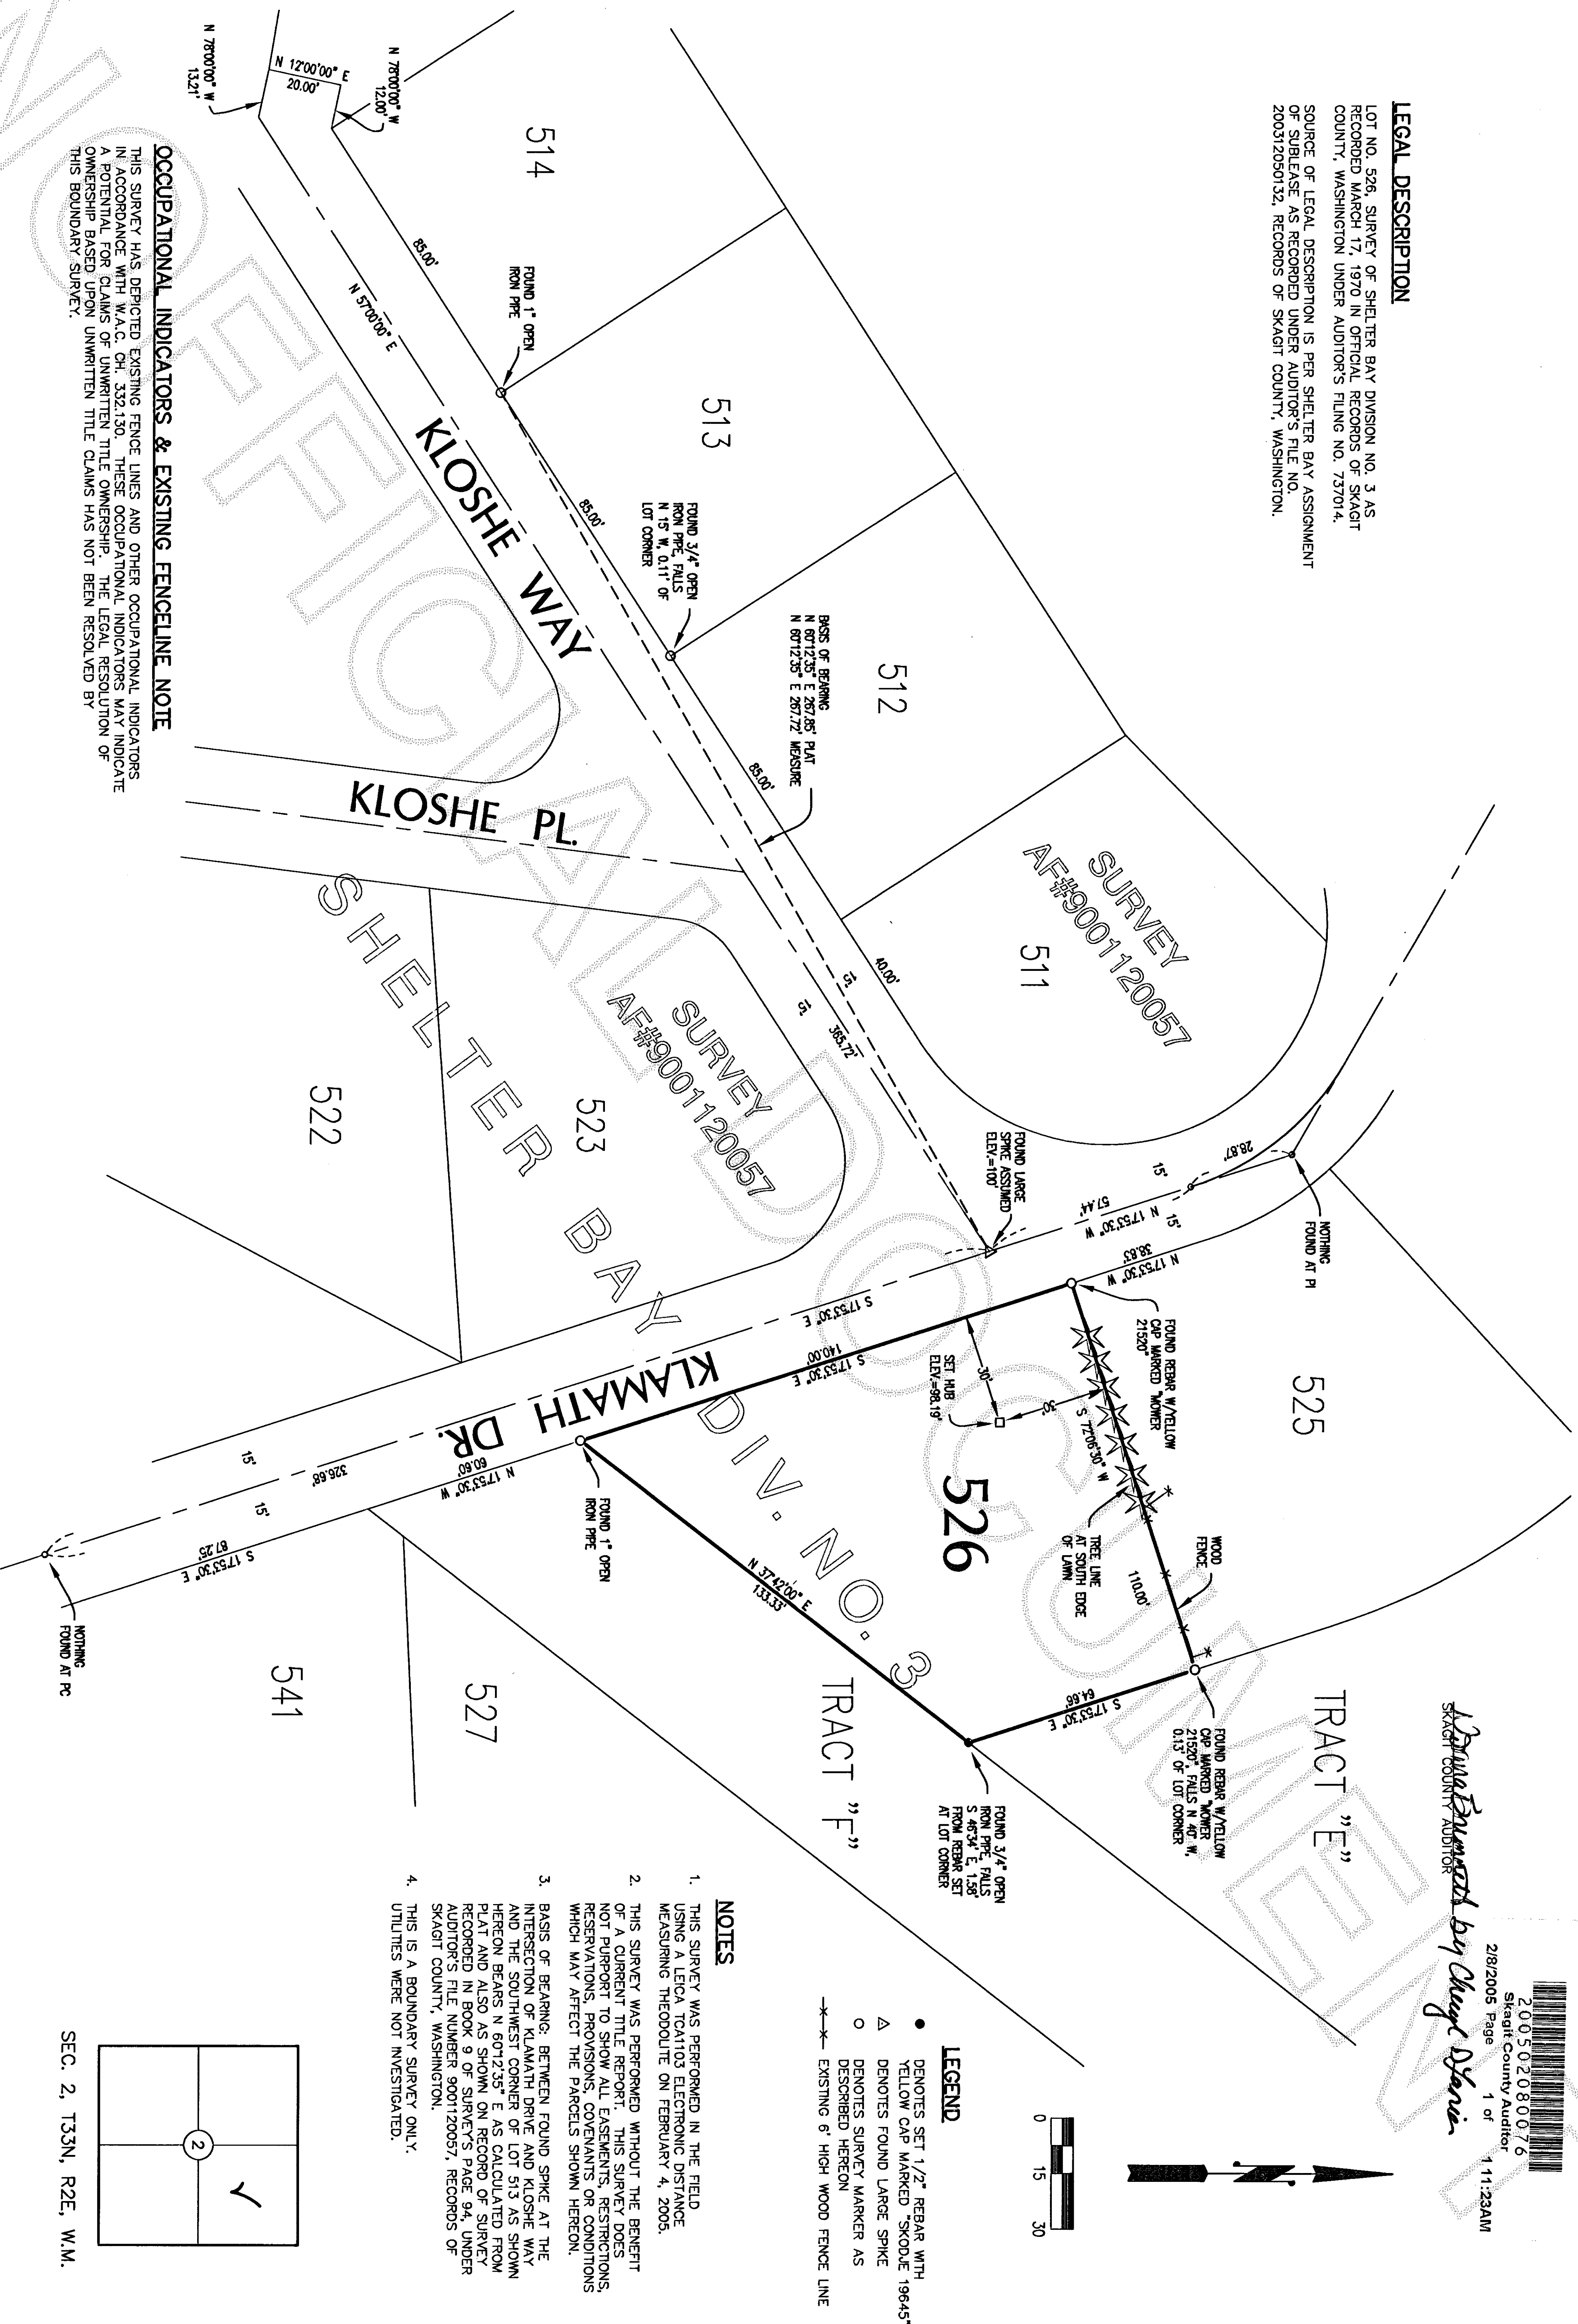 LEGAL DESCRIPTION
LOT NO. 526, SURVEY OF SHELTER BAY DIVISION NO. 3 AS
RECORDED MARCH 17, 1970 IN OFFICIAL RECORDS OF SKAGIT
COUNTY, WASHINGTON UNDER AUDITOR'S FILING NO. 737014.
SOURCE OF LEGAL DESCRIPTION IS PER SHELTER BAY ASSIGNMENT
OF SUBLEASE AS RECORDED UNDER AUDITOR'S FILE NO.
200312050132, RECORDS OF SKAGIT COUNTY, WASHINGTON.
200502080076
Skagit County Auditor
2/8/2005 Page 1 of 1 11:23AM
by Cheryl
SKAGIT COUNTY AUDITOR
TRACT "E"
525
NOTHING
FOUND AT PI
28.87'
15'
15'
57.44'
N 17°53'30" W
38.83'
N 17°53'30" W
SURVEY
AF#9001120057
511
512
513
514
FOUND LARGE
SPIKE ASSUMED
ELEV.=100'
FOUND REBAR W/YELLOW
CAP MARKED "MOWER
21520"
S 72°06'30" W
110.00'
WOOD
FENCE
TREE LINE
AT SOUTH EDGE
OF LAWN
FOUND REBAR W/YELLOW
CAP MARKED "MOWER
21520", FALLS N 40° W,
0.13' OF LOT CORNER
64.66'
S 17°53'30" E
30'
30'
SET HUB
ELEV.=98.19'
526
FOUND 3/4" OPEN
IRON PIPE, FALLS
S 46°34' E, 1.58'
FROM REBAR SET
AT LOT CORNER
S 17°53'30" E
140.00'
S 17°53'30" E
N 37°42'00" E
133.33'
TRACT "F"
BASIS OF BEARING
N 60°12'35" E 267.85' PLAT
N 60°12'35" E 267.72' MEASURE
40.00'
15'
15'
365.72'
85.00'
85.00'
85.00'
FOUND 3/4" OPEN
IRON PIPE, FALLS
N 15° W, 0.11' OF
LOT CORNER
FOUND 1" OPEN
IRON PIPE
N 57°00'00" E
KLOSHE WAY
KLOSHE PL.
N 78°00'00" W
12.00'
N 12°00'00" E
20.00'
N 78°00'00" W
13.21'
SURVEY
AF#9001120057
523
522
SHELTER BAY DIV. NO. 3
KLAMATH DR.
FOUND 1" OPEN
IRON PIPE
N 17°53'30" W
60.60'
15'
15'
326.68'
S 17°53'30" E
87.25'
NOTHING
FOUND AT PC
527
541
OCCUPATIONAL INDICATORS & EXISTING FENCELINE NOTE
THIS SURVEY HAS DEPICTED EXISTING FENCE LINES AND OTHER OCCUPATIONAL INDICATORS
IN ACCORDANCE WITH W.A.C. CH. 332.130. THESE OCCUPATIONAL INDICATORS MAY INDICATE
A POTENTIAL FOR CLAIMS OF UNWRITTEN TITLE OWNERSHIP. THE LEGAL RESOLUTION OF
OWNERSHIP BASED UPON UNWRITTEN TITLE CLAIMS HAS NOT BEEN RESOLVED BY
THIS BOUNDARY SURVEY.
0 15 30
LEGEND
DENOTES SET 1/2" REBAR WITH
YELLOW CAP MARKED "SKODJE 19645"
DENOTES FOUND LARGE SPIKE
DENOTES SURVEY MARKER AS
DESCRIBED HEREON
EXISTING 6' HIGH WOOD FENCE LINE
NOTES
1. THIS SURVEY WAS PERFORMED IN THE FIELD
USING A LEICA TCA1103 ELECTRONIC DISTANCE
MEASURING THEODOLITE ON FEBRUARY 4, 2005.
2. THIS SURVEY WAS PERFORMED WITHOUT THE BENEFIT
OF A CURRENT TITLE REPORT. THIS SURVEY DOES
NOT PURPORT TO SHOW ALL EASEMENTS, RESTRICTIONS,
RESERVATIONS, PROVISIONS, COVENANTS OR CONDITIONS
WHICH MAY AFFECT THE PARCELS SHOWN HEREON.
3. BASIS OF BEARING: BETWEEN FOUND SPIKE AT THE
INTERSECTION OF KLAMATH DRIVE AND KLOSHE WAY
AND THE SOUTHWEST CORNER OF LOT 513 AS SHOWN
HEREON BEARS N 60°12'35" E AS CALCULATED FROM
PLAT AND ALSO AS SHOWN ON RECORD OF SURVEY
RECORDED IN BOOK 9 OF SURVEY'S PAGE 94, UNDER
AUDITOR'S FILE NUMBER 9001120057, RECORDS OF
SKAGIT COUNTY, WASHINGTON.
4. THIS IS A BOUNDARY SURVEY ONLY.
UTILITIES WERE NOT INVESTIGATED.
2
SEC. 2, T33N, R2E, W.M.
UNOFFICIAL DOCUMENT